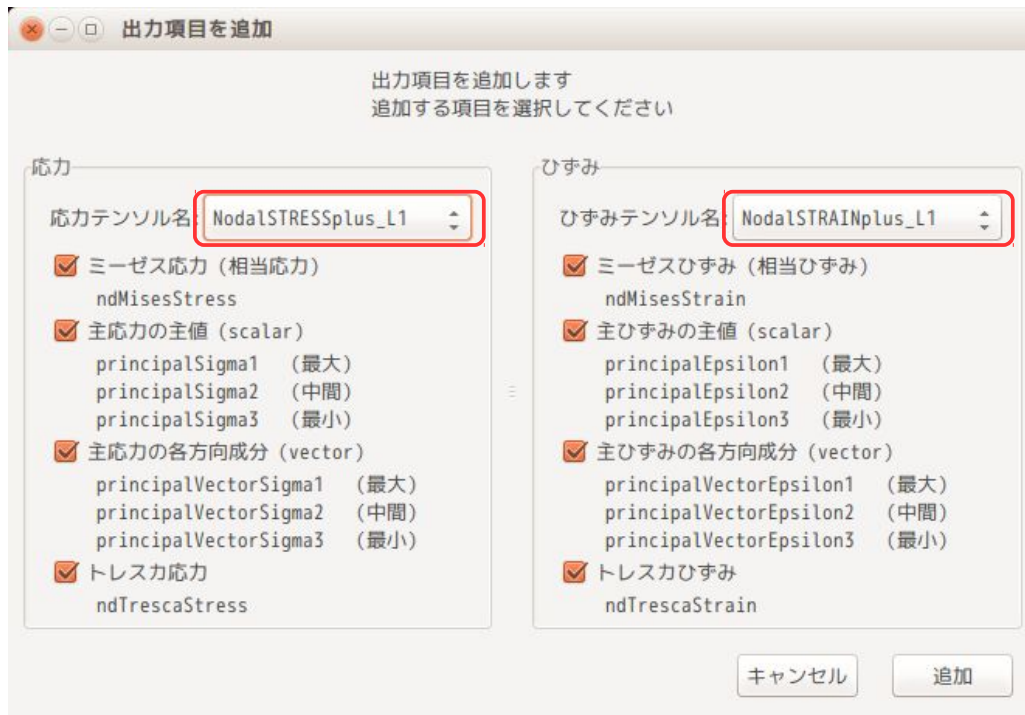 出力項目を追加
出力項目を追加します
追加する項目を選択してください
応力
応力テンソル名: NodalSTRESSplus_L1
ミーゼス応力 (相当応力)
ndMisesStress
主応力の主値 (scalar)
principalSigma1 (最大)
principalSigma2 (中間)
principalSigma3 (最小)
主応力の各方向成分 (vector)
principalVectorSigma1 (最大)
principalVectorSigma2 (中間)
principalVectorSigma3 (最小)
トレスカ応力
ndTrescaStress
ひずみ
ひずみテンソル名: NodalSTRAINplus_L1
ミーゼスひずみ (相当ひずみ)
ndMisesStrain
主ひずみの主値 (scalar)
principalEpsilon1 (最大)
principalEpsilon2 (中間)
principalEpsilon3 (最小)
主ひずみの各方向成分 (vector)
principalVectorEpsilon1 (最大)
principalVectorEpsilon2 (中間)
principalVectorEpsilon3 (最小)
トレスカひずみ
ndTrescaStrain
キャンセル
追加